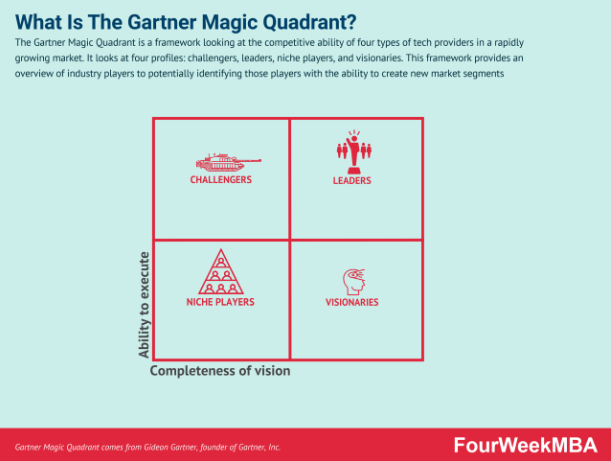 What Is The Gartner Magic Quadrant?
The Gartner Magic Quadrant is a framework looking at the competitive ability of four types of tech providers in a rapidly
growing market. It looks at four profiles: challengers, leaders, niche players, and visionaries. This framework provides an
overview of industry players to potentially identifying those players with the ability to create new market segments
CHALLENGERS
LEADERS
NICHE PLAYERS
VISIONARIES
Ability to execute
Completeness of vision
Gartner Magic Quadrant comes from Gideon Gartner, founder of Gartner, Inc.
FourWeekMBA